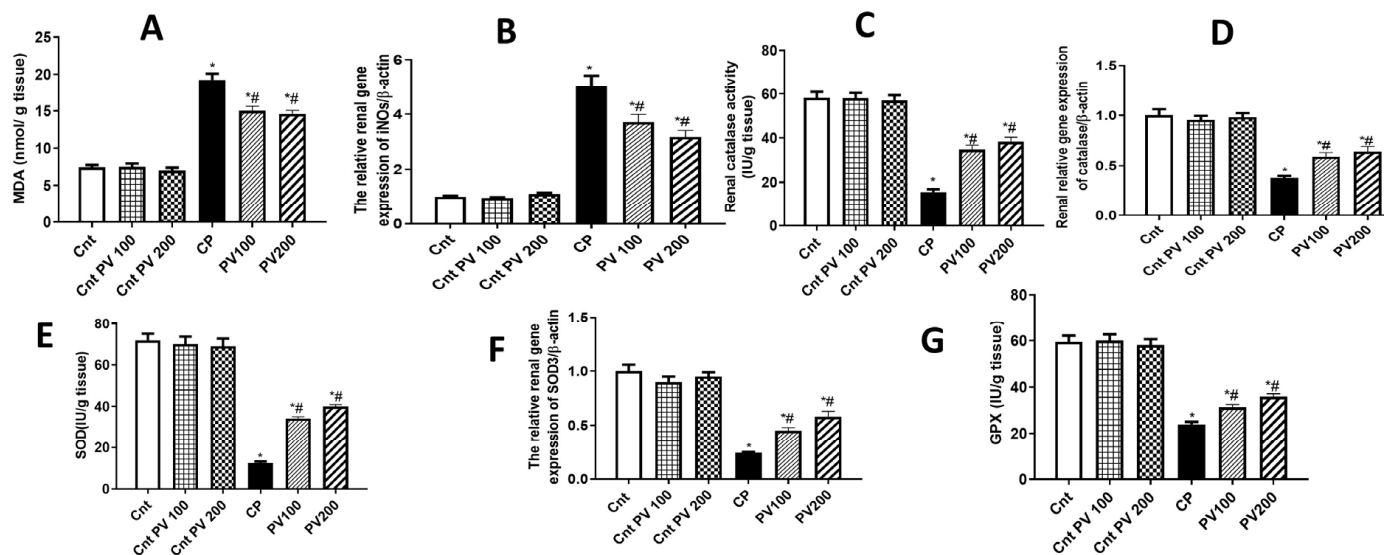 A
MDA (nmol/ g tissue)
25
20
15
10
5
0
*
*#
*#
Cnt
Cnt PV 100
Cnt PV 200
CP
PV100
PV200
B
The relative renal gene
expression of iNOs/β-actin
6
4
2
0
*
*#
*#
Cnt
Cnt PV 100
Cnt PV 200
CP
PV 100
PV 200
C
Renal catalase activity
(IU/g tissue)
80
60
40
20
0
*#
*#
*
Cnt
Cnt PV 100
Cnt PV 200
CP
PV100
PV200
D
Renal relative gene expression
of catalase/β-actin
1.5
1.0
0.5
0.0
*
*#
*#
Cnt
Cnt PV 100
Cnt PV 200
CP
PV100
PV200
E
SOD(IU/g tissue)
80
60
40
20
0
*
*#
*#
Cnt
Cnt PV 100
Cnt PV 200
CP
PV100
PV200
F
The relative renal gene
expression of SOD3/β-actin
1.5
1.0
0.5
0.0
*
*#
*#
Cnt
Cnt PV 100
Cnt PV 200
CP
PV100
PV200
G
GPX (IU/g tissue)
80
60
40
20
0
*
*#
*#
Cnt
Cnt PV 100
Cnt PV 200
CP
PV100
PV200